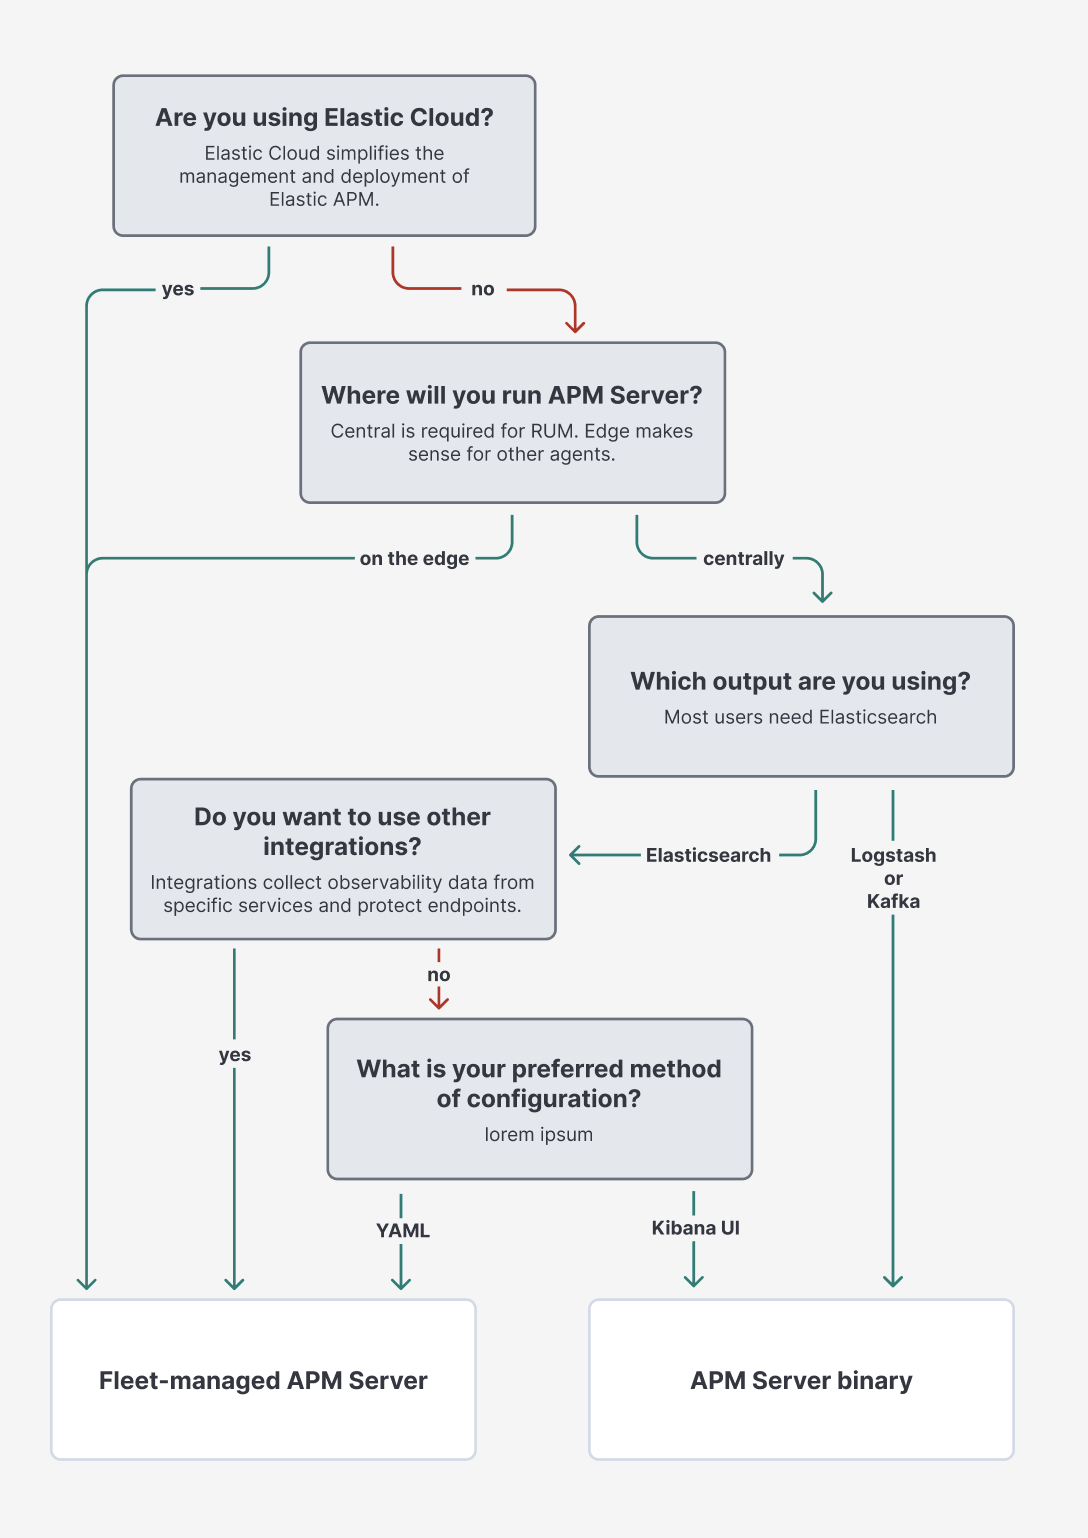 Are you using Elastic Cloud?
Elastic Cloud simplifies the
management and deployment of
Elastic APM.
yes
no
Where will you run APM Server?
Central is required for RUM. Edge makes
sense for other agents.
on the edge
centrally
Which output are you using?
Most users need Elasticsearch
Do you want to use other
integrations?
Integrations collect observability data from
specific services and protect endpoints.
Elasticsearch
Logstash
or
Kafka
no
yes
What is your preferred method
of configuration?
lorem ipsum
YAML
Kibana UI
Fleet-managed APM Server
APM Server binary